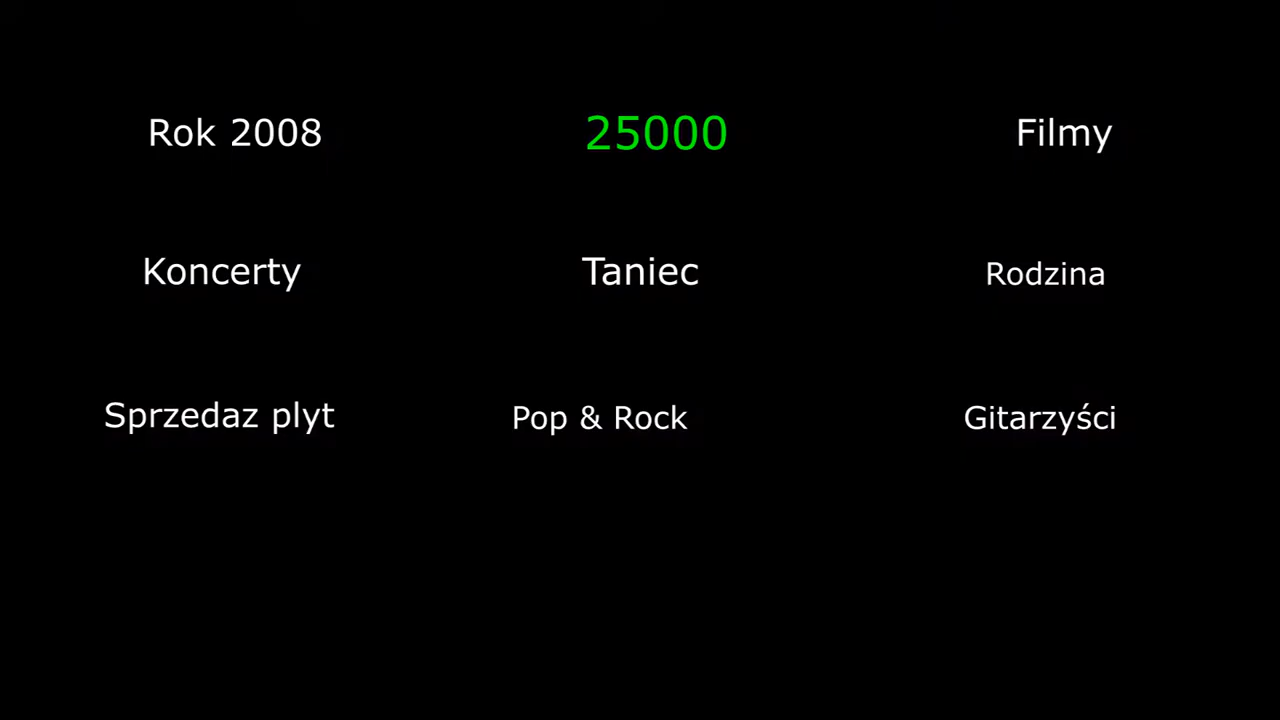 Rok 2008
25000
Filmy
Koncerty
Taniec
Rodzina
Sprzedaz plyt
Pop & Rock
Gitarzyści